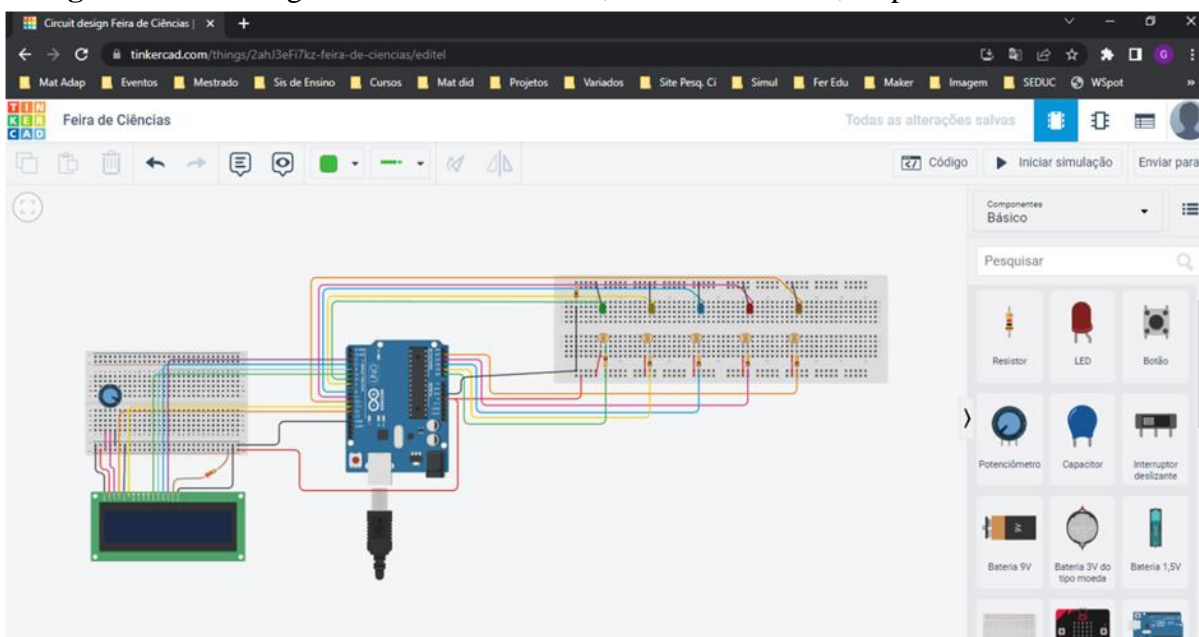 Circuit design Feira de Ciências |
tinkercad.com/things/2ahJ3eFi7kz-feira-de-ciencias/editel
Mat Adap Eventos Mestrado Sis de Ensino Cursos Mat did Projetos Variados Site Pesq. Ci Simul Fer Edu Maker Imagem SEDUC WSpot
TINKERCAD
Feira de Ciências
Todas as alterações salvas
Código
Iniciar simulação
Enviar para
Componentes
Básico
Pesquisar
Resistor LED Botão
Potenciômetro Capacitor Interruptor
deslizante
Bateria 9V Bateria 3V do
tipo moeda Bateria 1,5V
UNO